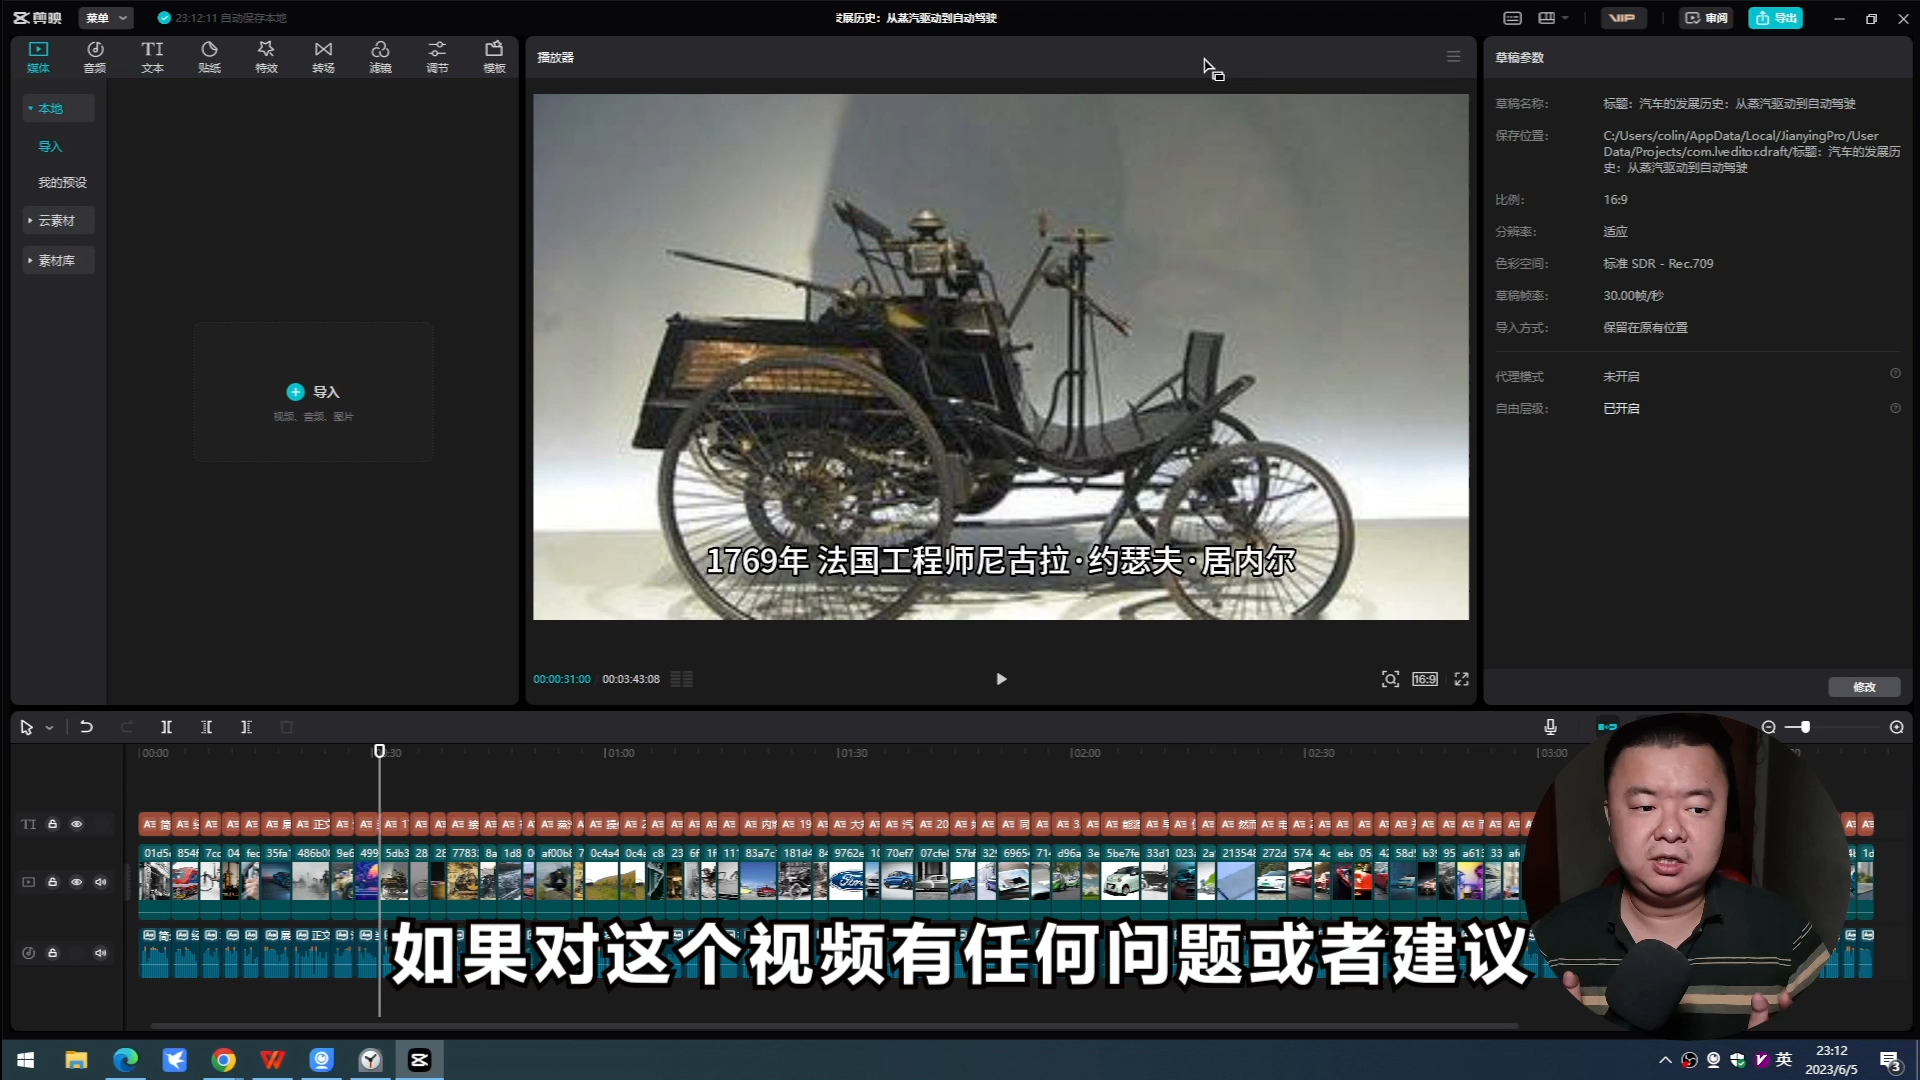 剪映
菜单
23:12:11 自动保存本地
发展历史：从蒸汽驱动到自动驾驶
VIP
审阅
导出
媒体
音频
文本
贴纸
特效
转场
滤镜
调节
模板
本地
导入
我的预设
云素材
素材库
导入
视频、音频、图片
播放器
1769年 法国工程师尼古拉·约瑟夫·居内尔
00:00:31:00
00:03:43:08
16:9
草稿参数
草稿名称：
标题：汽车的发展历史：从蒸汽驱动到自动驾驶
保存位置：
C:/Users/colin/AppData/Local/JianyingPro/User
Data/Projects/com.lveditor.draft/标题：汽车的发展历
史：从蒸汽驱动到自动驾驶
比例：
16:9
分辨率：
适应
色彩空间：
标准 SDR - Rec.709
草稿帧率：
30.00帧/秒
导入方式：
保留在原有位置
代理模式
未开启
自由层级：
已开启
修改
00:00
01:00
01:30
02:00
02:30
03:00
如果对这个视频有任何问题或者建议
英
23:12
2023/6/5
3